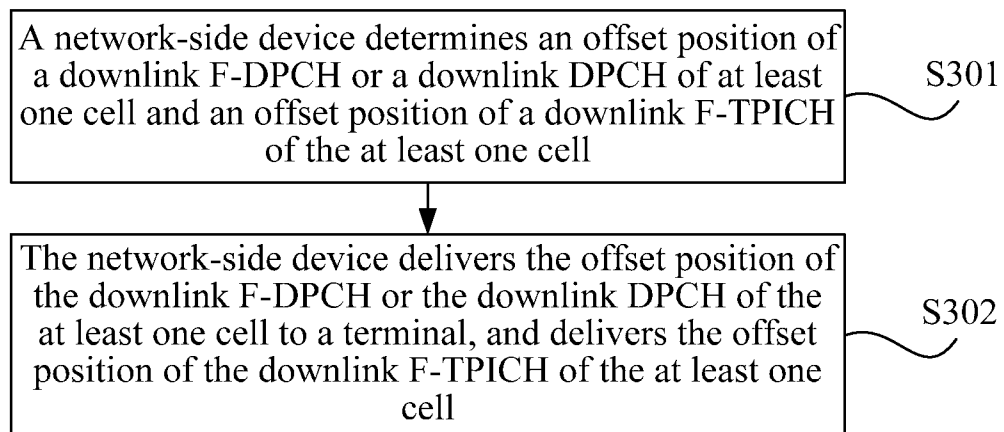 A network-side device determines an offset position of
a downlink F-DPCH or a downlink DPCH of at least
one cell and an offset position of a downlink F-TPICH
of the at least one cell
S301
The network-side device delivers the offset position of
the downlink F-DPCH or the downlink DPCH of the
at least one cell to a terminal, and delivers the offset
position of the downlink F-TPICH of the at least one
cell
S302